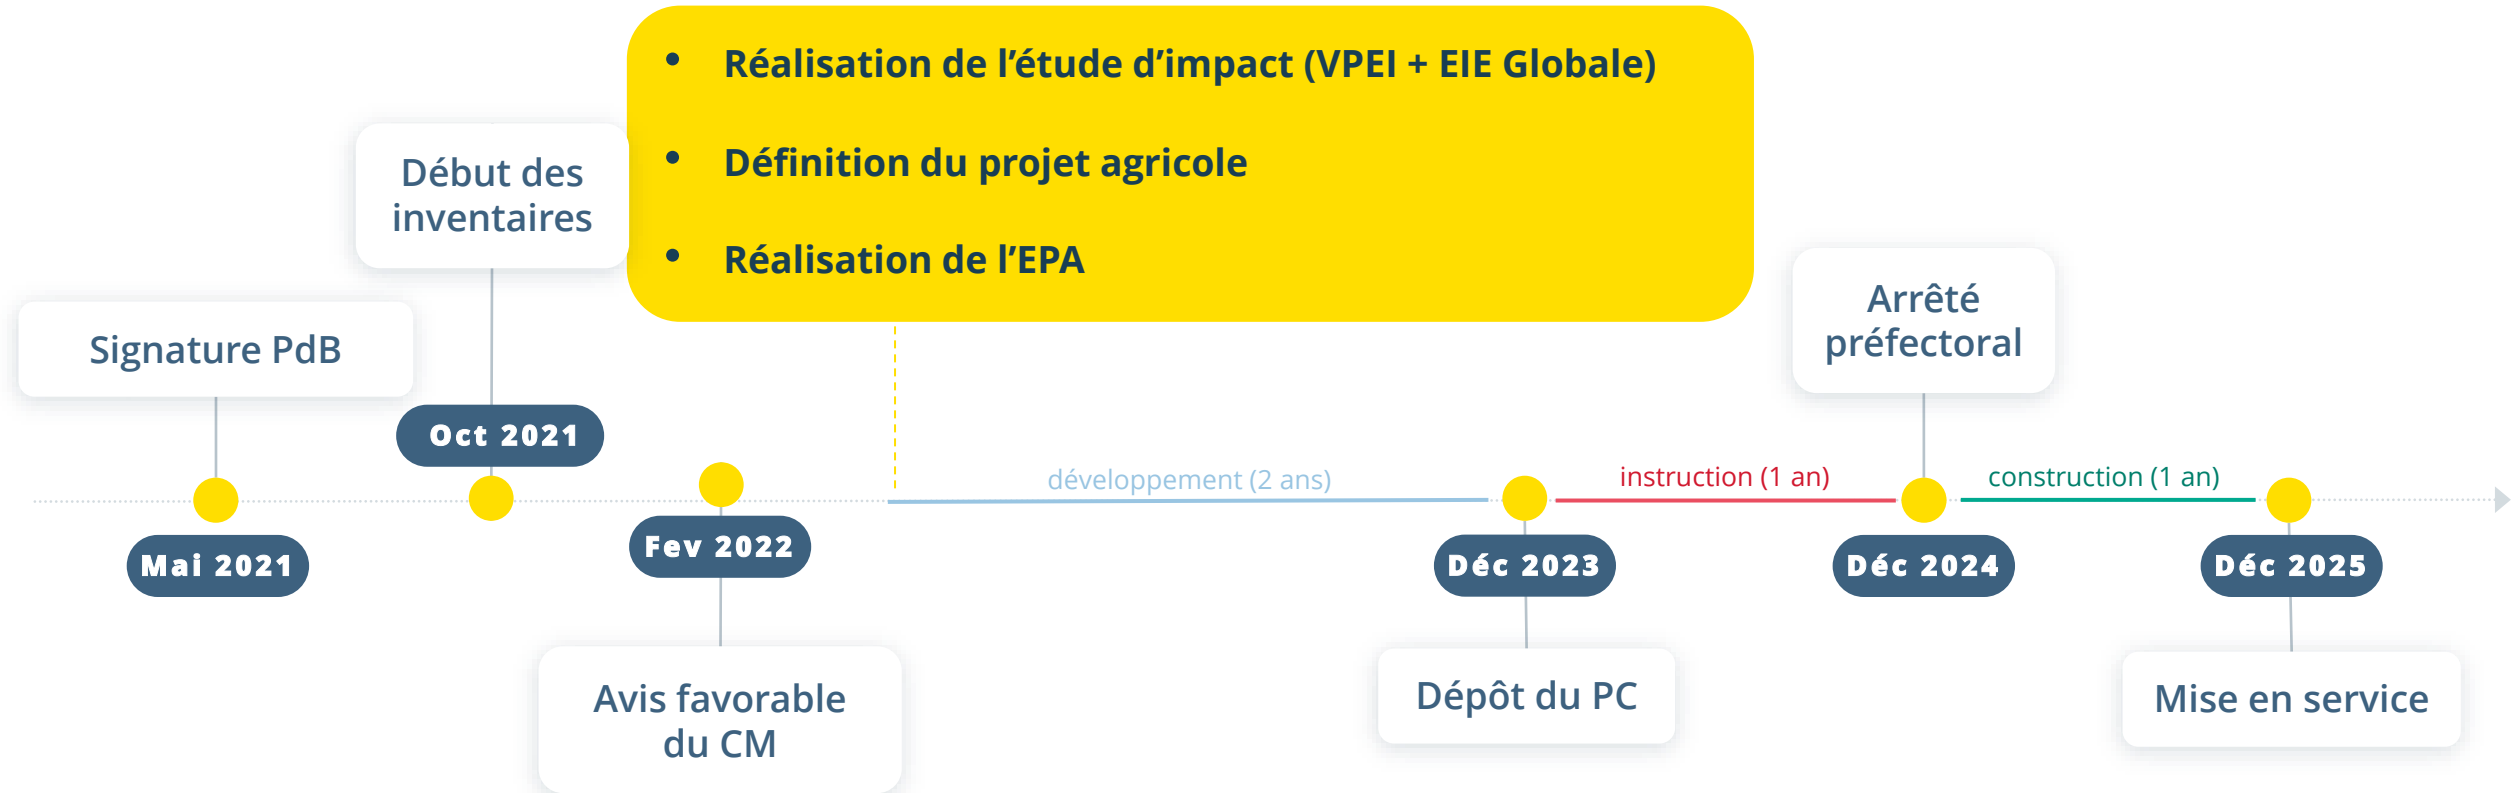 • Réalisation de l’étude d’impact (VPEI + EIE Globale)
• Définition du projet agricole
• Réalisation de l’EPA
Début des
inventaires
Signature PdB
Arrêté
préfectoral
Oct 2021
développement (2 ans)
instruction (1 an)
construction (1 an)
Mai 2021
Fev 2022
Déc 2023
Déc 2024
Déc 2025
Avis favorable
du CM
Dépôt du PC
Mise en service